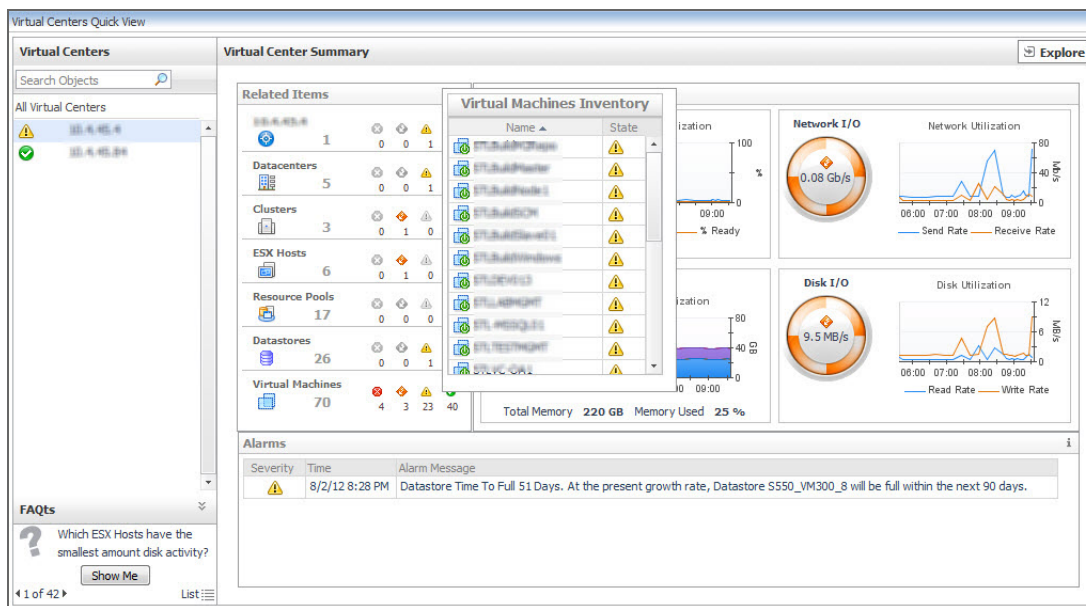 Virtual Centers Quick View
Virtual Centers
Search Objects
All Virtual Centers
FAQts
Which ESX Hosts have the
smallest amount disk activity?
Show Me
1 of 42
List
Virtual Center Summary
Explore
Related Items
1
0 0 1
Datacenters
5
0 0 1
Clusters
3
0 1 0
ESX Hosts
6
0 1 0
Resource Pools
17
0 0 0
Datastores
26
0 0 1
Virtual Machines
70
4 3 23 40
Virtual Machines Inventory
Name State
ization
100
%
0
09:00
% Ready
Network I/O
0.08 Gb/s
Network Utilization
80
40
0
Mb/s
06:00 07:00 08:00 09:00
Send Rate Receive Rate
ization
80
40
0
GB
09:00
Total Memory 220 GB Memory Used 25 %
Disk I/O
9.5 MB/s
Disk Utilization
12
6
0
MB/s
06:00 07:00 08:00 09:00
Read Rate Write Rate
Alarms
Severity Time Alarm Message
8/2/12 8:28 PM Datastore Time To Full 51 Days. At the present growth rate, Datastore S550_VM300_8 will be full within the next 90 days.